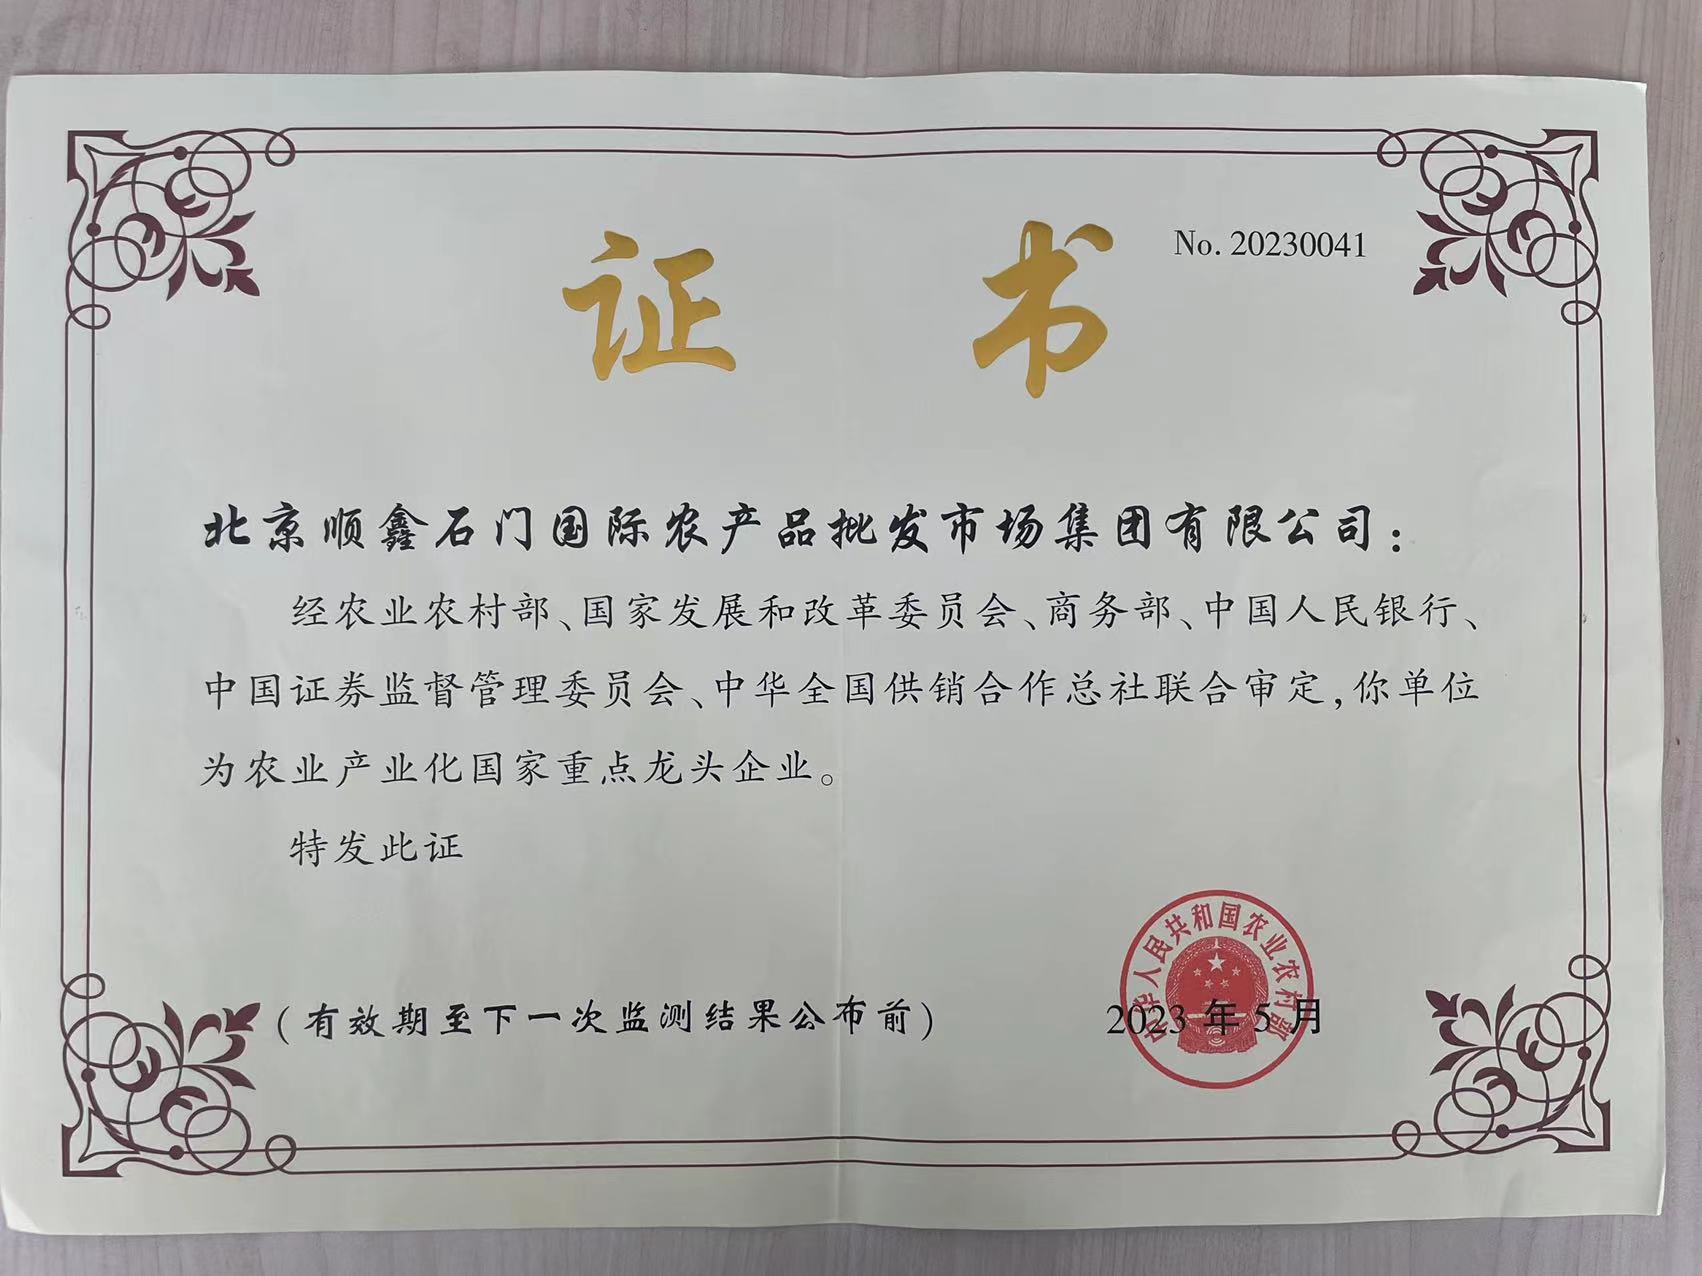 证书
No. 20230041
北京顺鑫石门国际农产品批发市场集团有限公司：
经农业农村部、国家发展和改革委员会、商务部、中国人民银行、
中国证券监督管理委员会、中华全国供销合作总社联合审定，你单位
为农业产业化国家重点龙头企业。
特发此证
中华人民共和国农业农村部
（有效期至下一次监测结果公布前）
2023 年 5 月